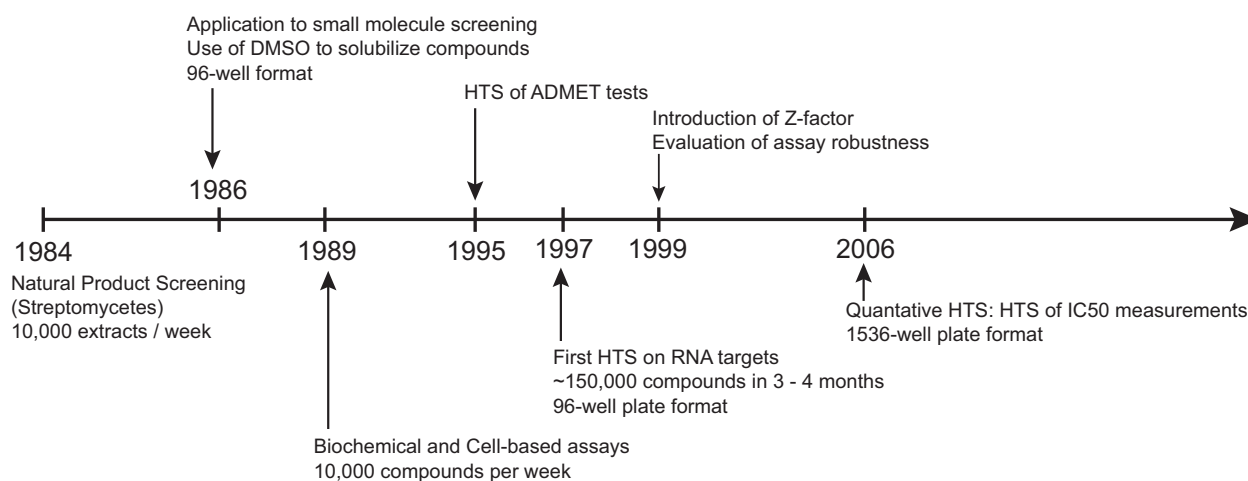 Application to small molecule screening
Use of DMSO to solubilize compounds
96-well format
HTS of ADMET tests
Introduction of Z-factor
Evaluation of assay robustness
1986
1984
1989
1995
1997
1999
2006
Natural Product Screening
(Streptomycetes)
10,000 extracts / week
Quantative HTS: HTS of IC50 measurements
1536-well plate format
First HTS on RNA targets
~150,000 compounds in 3 - 4 months
96-well plate format
Biochemical and Cell-based assays
10,000 compounds per week